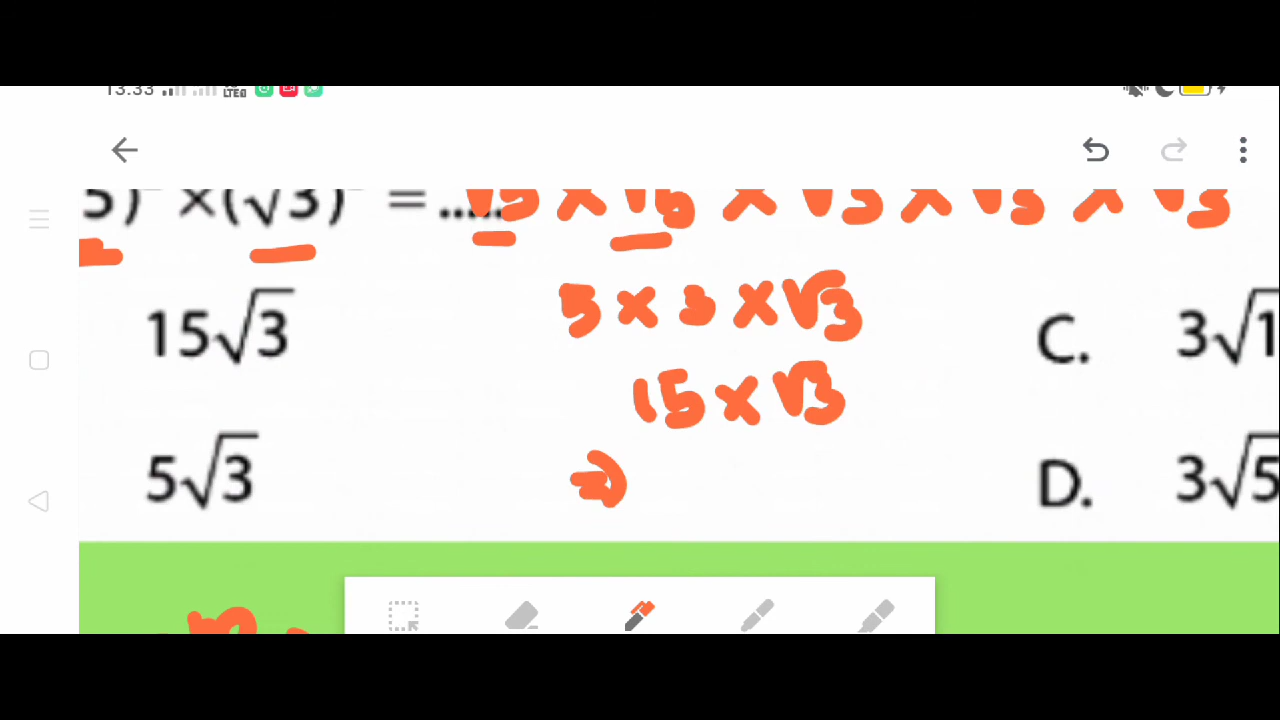 13.33 LTE
5) ×(√3) = ..... √5 × √5 × √3 × √3 × √3
5 × 3 × √3
15√3
15 × √3
C. 3√1
5√3
D. 3√5